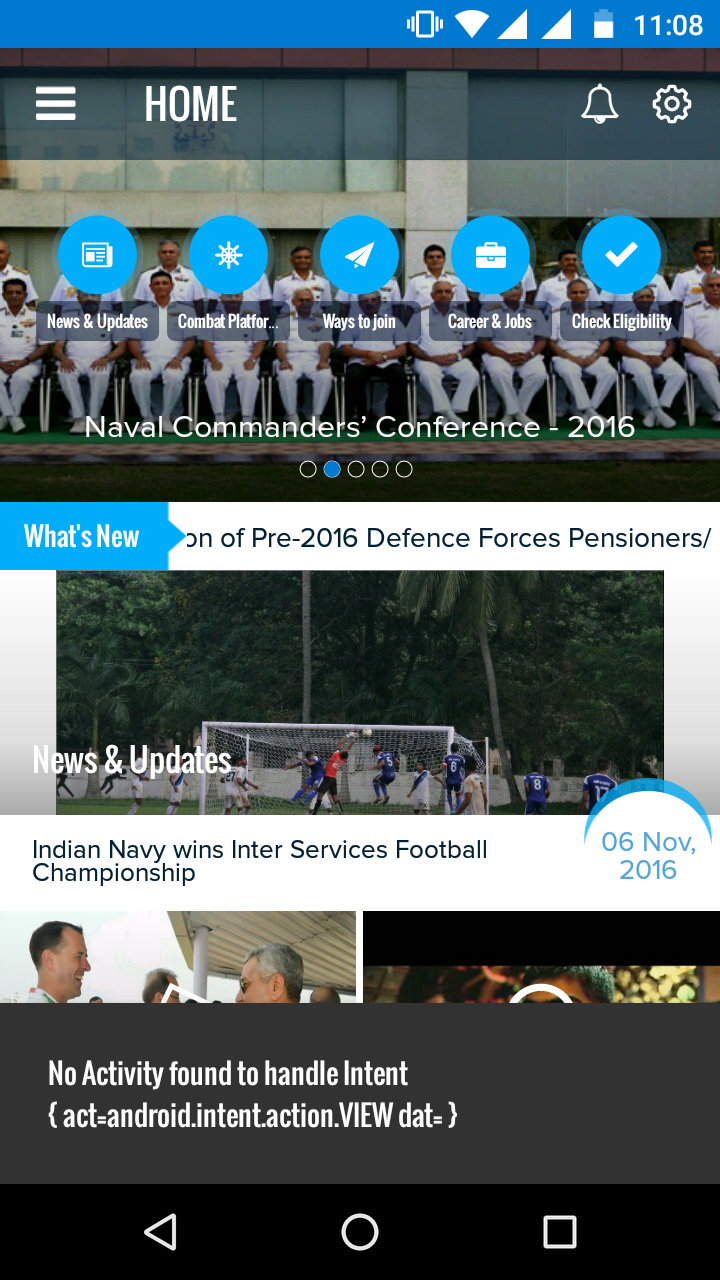 11:08
HOME
News & Updates
Combat Platfor...
Ways to join
Career & Jobs
Check Eligibility
Naval Commanders’ Conference - 2016
What's New
on of Pre-2016 Defence Forces Pensioners/
News & Updates
Indian Navy wins Inter Services Football
Championship
06 Nov,
2016
No Activity found to handle Intent
{ act=android.intent.action.VIEW dat= }